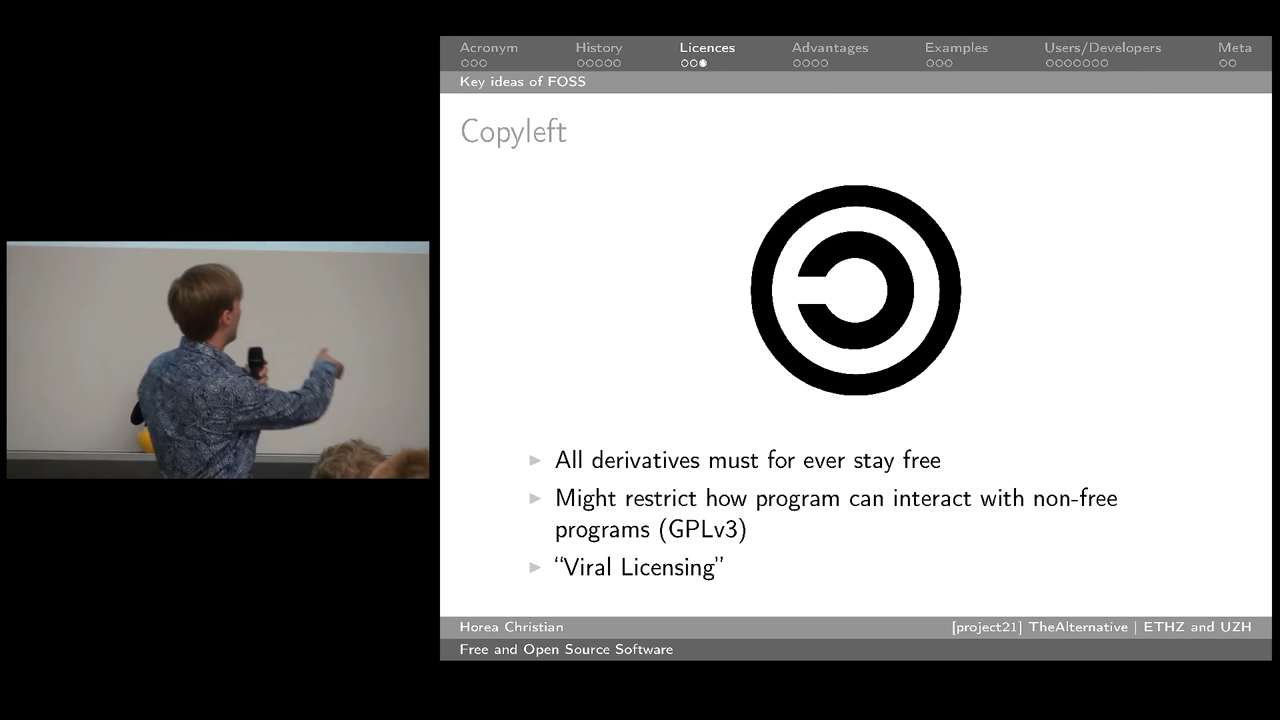 Acronym History Licences Advantages Examples Users/Developers Meta
Key ideas of FOSS
Copyleft
All derivatives must for ever stay free
Might restrict how program can interact with non-free
programs (GPLv3)
“Viral Licensing”
Horea Christian [project21] TheAlternative | ETHZ and UZH
Free and Open Source Software